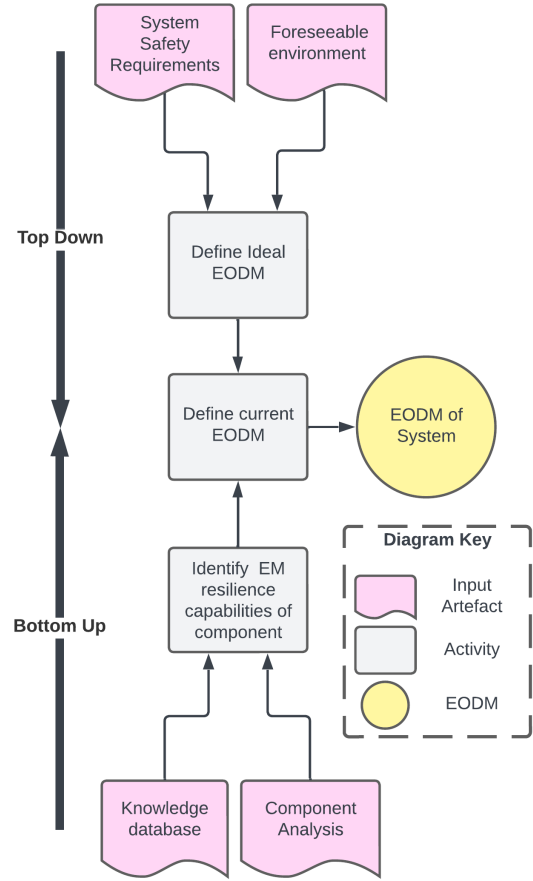 System
Safety
Requirements
Foreseeable
environment
Top Down
Define Ideal
EODM
Define current
EODM
EODM of
System
Diagram Key
Input
Artefact
Activity
EODM
Identify EM
resilience
capabilities of
component
Bottom Up
Knowledge
database
Component
Analysis